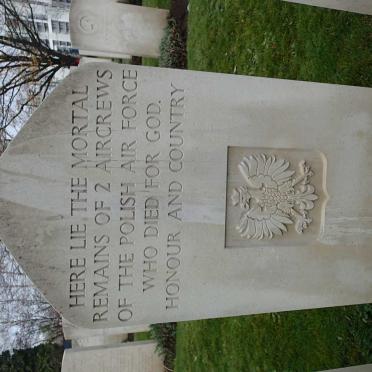 HERE LIE THE MORTAL
REMAINS OF 2 AIRCREWS
OF THE POLISH AIR FORCE
WHO DIED FOR GOD.
HONOUR AND COUNTRY